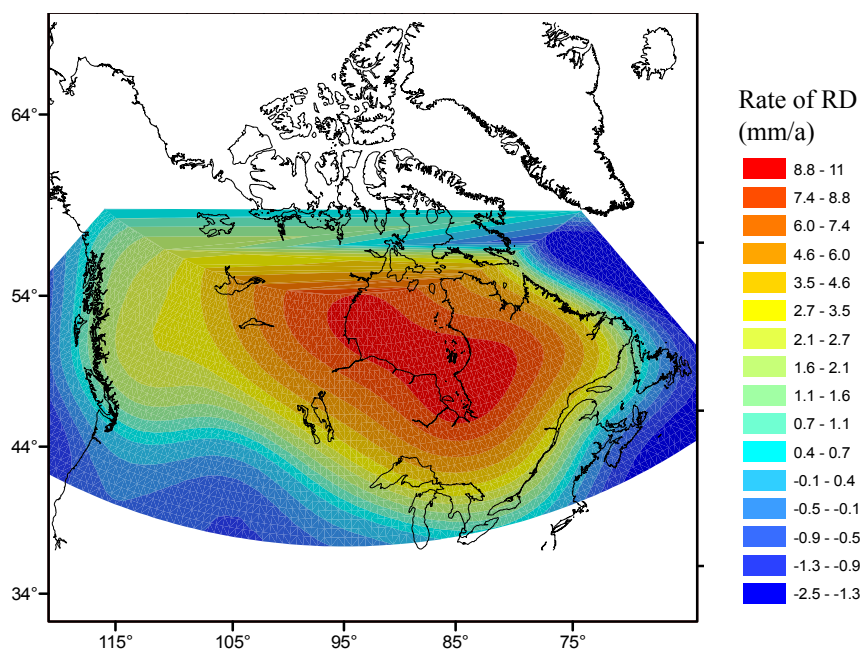 64°
54°
44°
34°
115°
105°
95°
85°
75°
Rate of RD
(mm/a)
8.8 - 11
7.4 - 8.8
6.0 - 7.4
4.6 - 6.0
3.5 - 4.6
2.7 - 3.5
2.1 - 2.7
1.6 - 2.1
1.1 - 1.6
0.7 - 1.1
0.4 - 0.7
-0.1 - 0.4
-0.5 - -0.1
-0.9 - -0.5
-1.3 - -0.9
-2.5 - -1.3